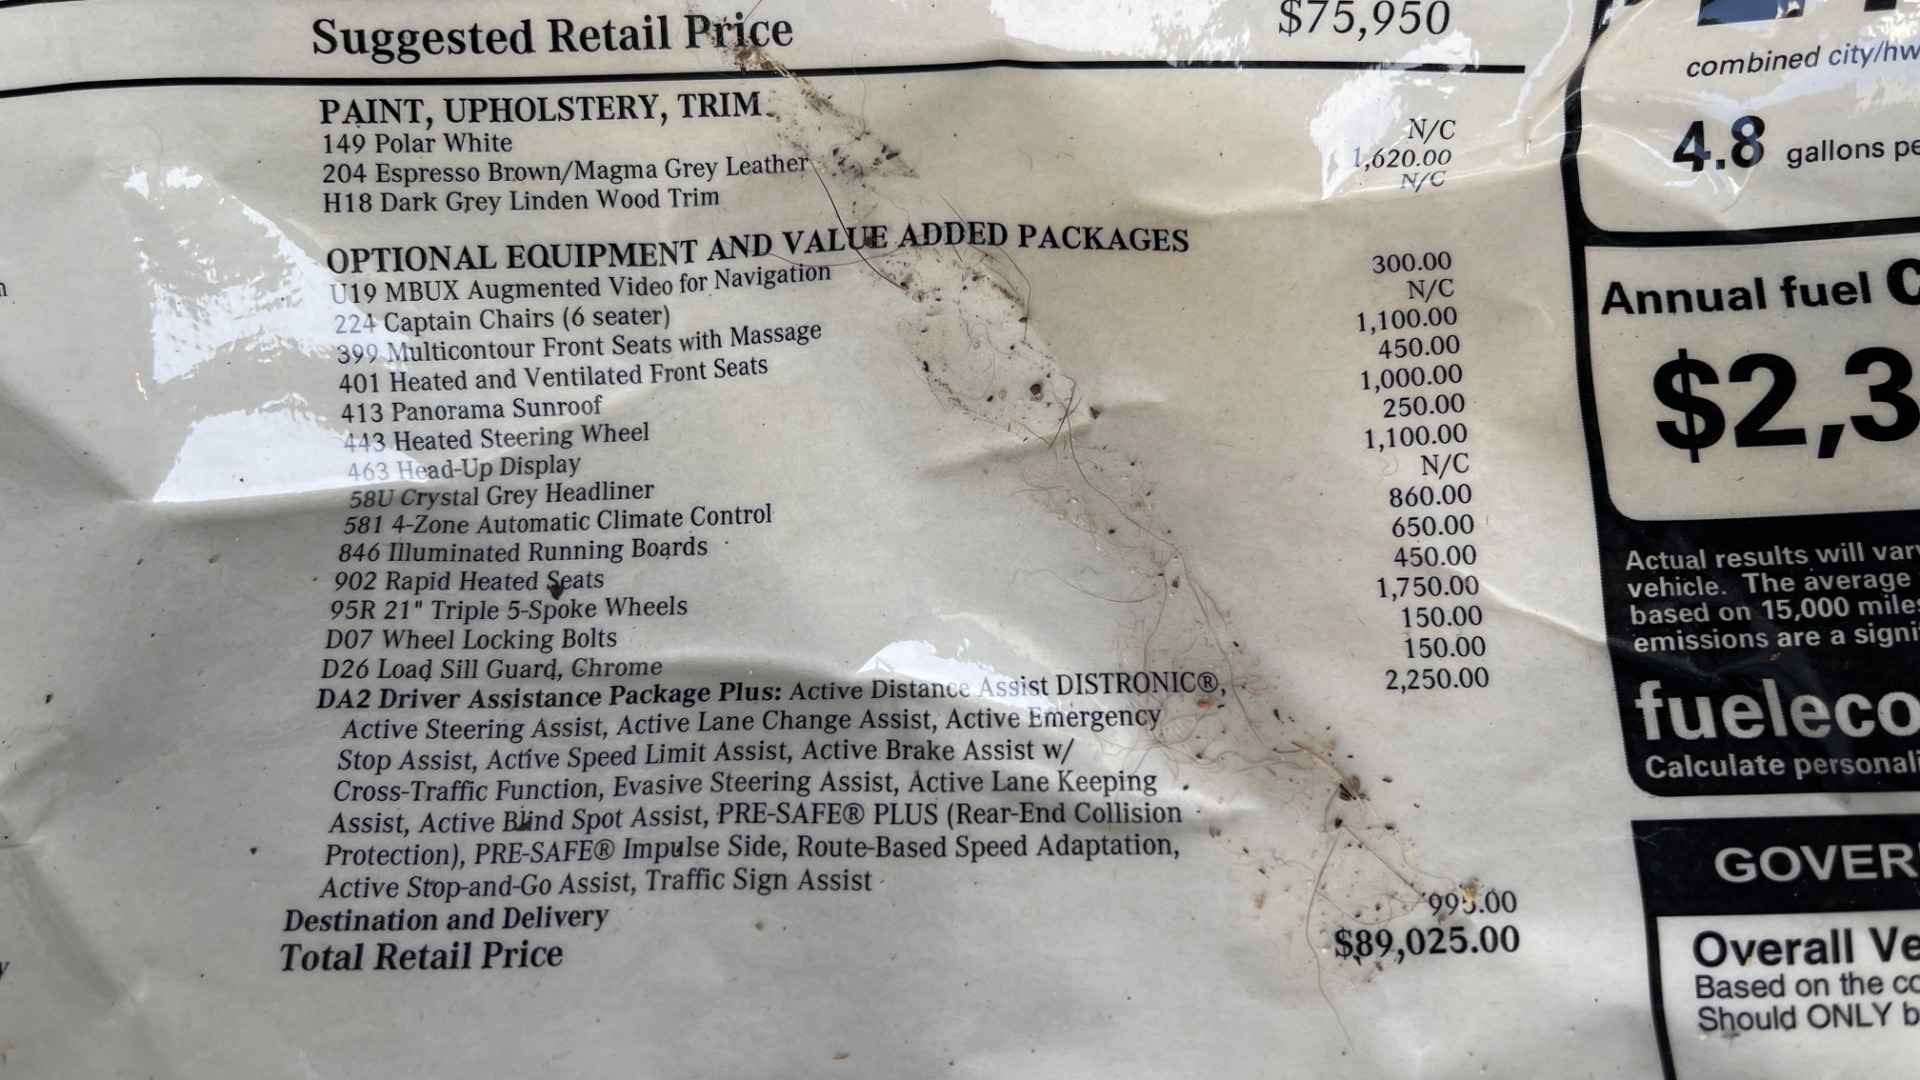 Suggested Retail Price $75,950
PAINT, UPHOLSTERY, TRIM
149 Polar White N/C
204 Espresso Brown/Magma Grey Leather 1,620.00
H18 Dark Grey Linden Wood Trim N/C
OPTIONAL EQUIPMENT AND VALUE ADDED PACKAGES
U19 MBUX Augmented Video for Navigation 300.00
224 Captain Chairs (6 seater) N/C
399 Multicontour Front Seats with Massage 1,100.00
401 Heated and Ventilated Front Seats 450.00
413 Panorama Sunroof 1,000.00
443 Heated Steering Wheel 250.00
463 Head-Up Display 1,100.00
58U Crystal Grey Headliner N/C
581 4-Zone Automatic Climate Control 860.00
846 Illuminated Running Boards 650.00
902 Rapid Heated Seats 450.00
95R 21" Triple 5-Spoke Wheels 1,750.00
D07 Wheel Locking Bolts 150.00
D26 Load Sill Guard, Chrome 150.00
DA2 Driver Assistance Package Plus: Active Distance Assist DISTRONIC®, 2,250.00
Active Steering Assist, Active Lane Change Assist, Active Emergency
Stop Assist, Active Speed Limit Assist, Active Brake Assist w/
Cross-Traffic Function, Evasive Steering Assist, Active Lane Keeping
Assist, Active Blind Spot Assist, PRE-SAFE® PLUS (Rear-End Collision
Protection), PRE-SAFE® Impulse Side, Route-Based Speed Adaptation,
Active Stop-and-Go Assist, Traffic Sign Assist
Destination and Delivery 995.00
Total Retail Price $89,025.00
combined city/hw
4.8 gallons pe
Annual fuel
$2,3
Actual results will var
vehicle. The average
based on 15,000 miles
emissions are a signi
fueleco
Calculate personali
GOVER
Overall Ve
Based on the co
Should ONLY b